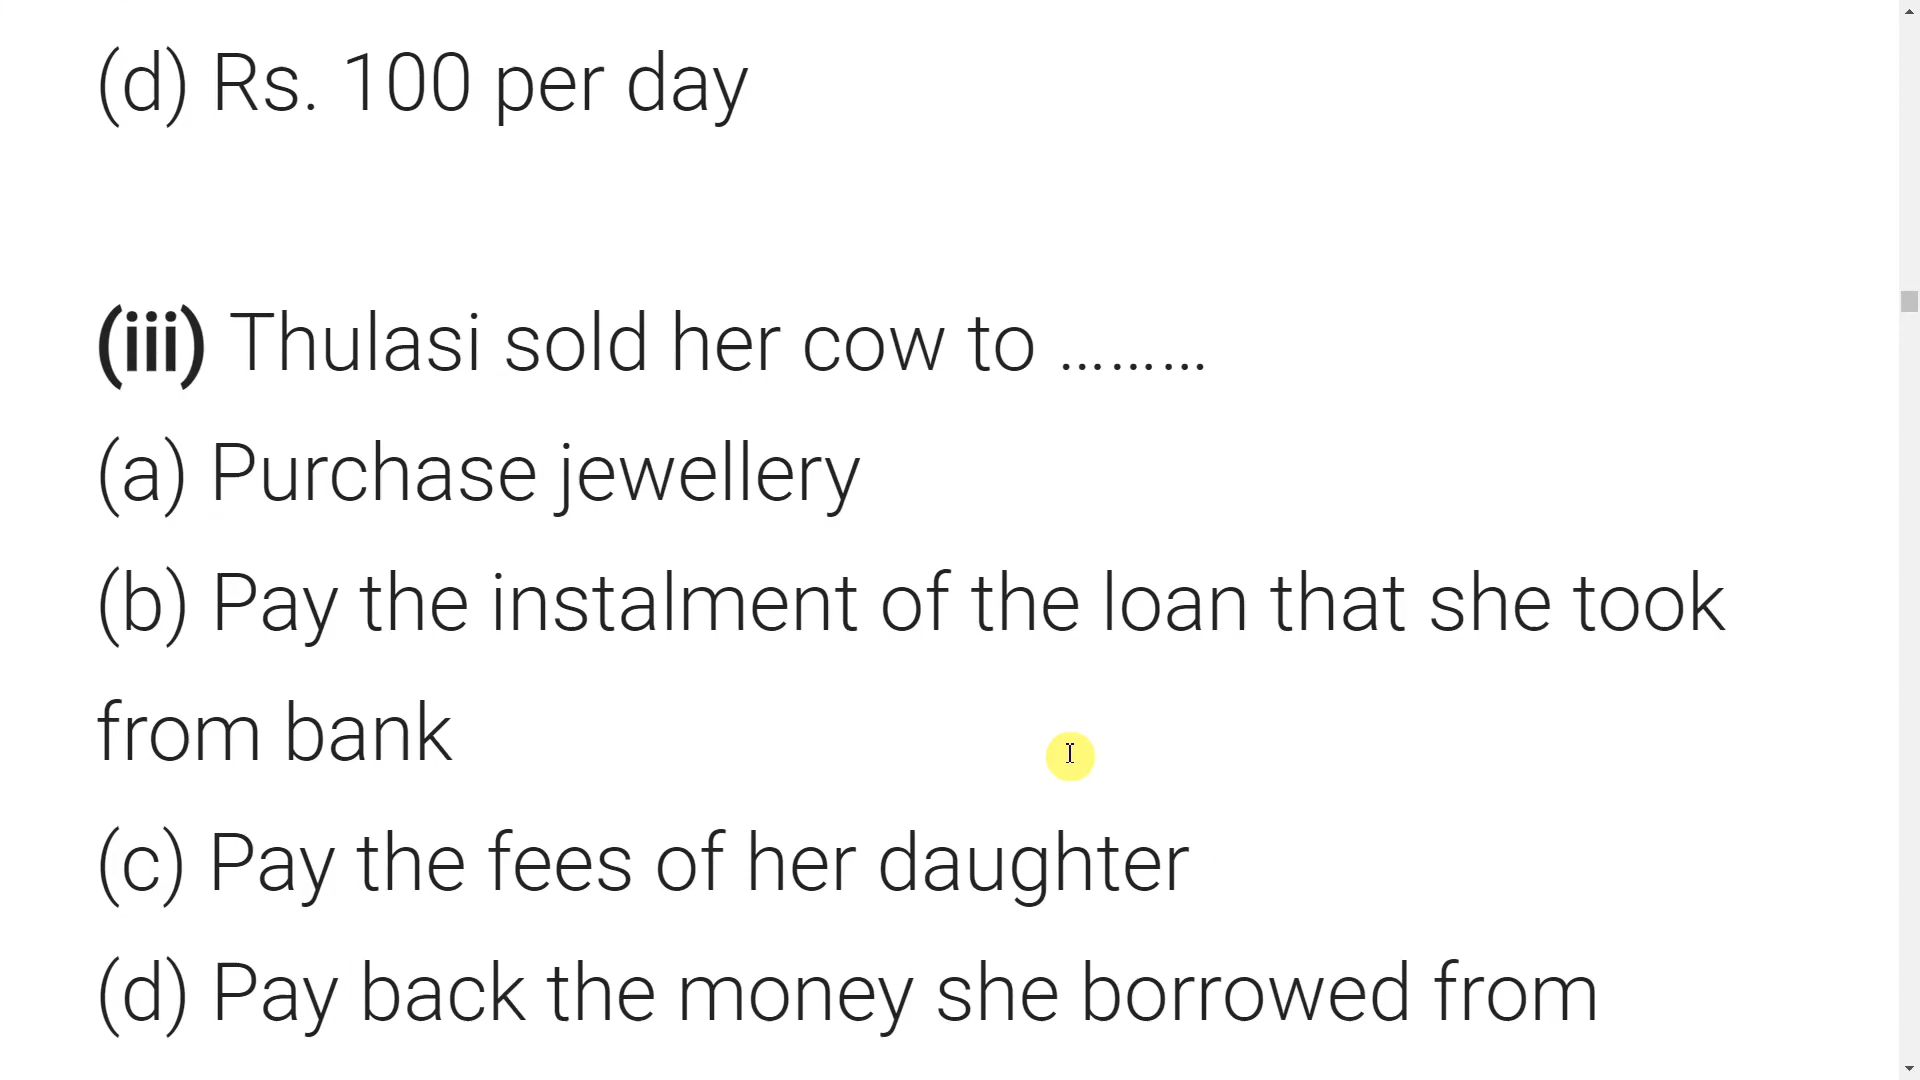 (d) Rs. 100 per day
(iii) Thulasi sold her cow to .........
(a) Purchase jewellery
(b) Pay the instalment of the loan that she took
from bank
(c) Pay the fees of her daughter
(d) Pay back the money she borrowed from